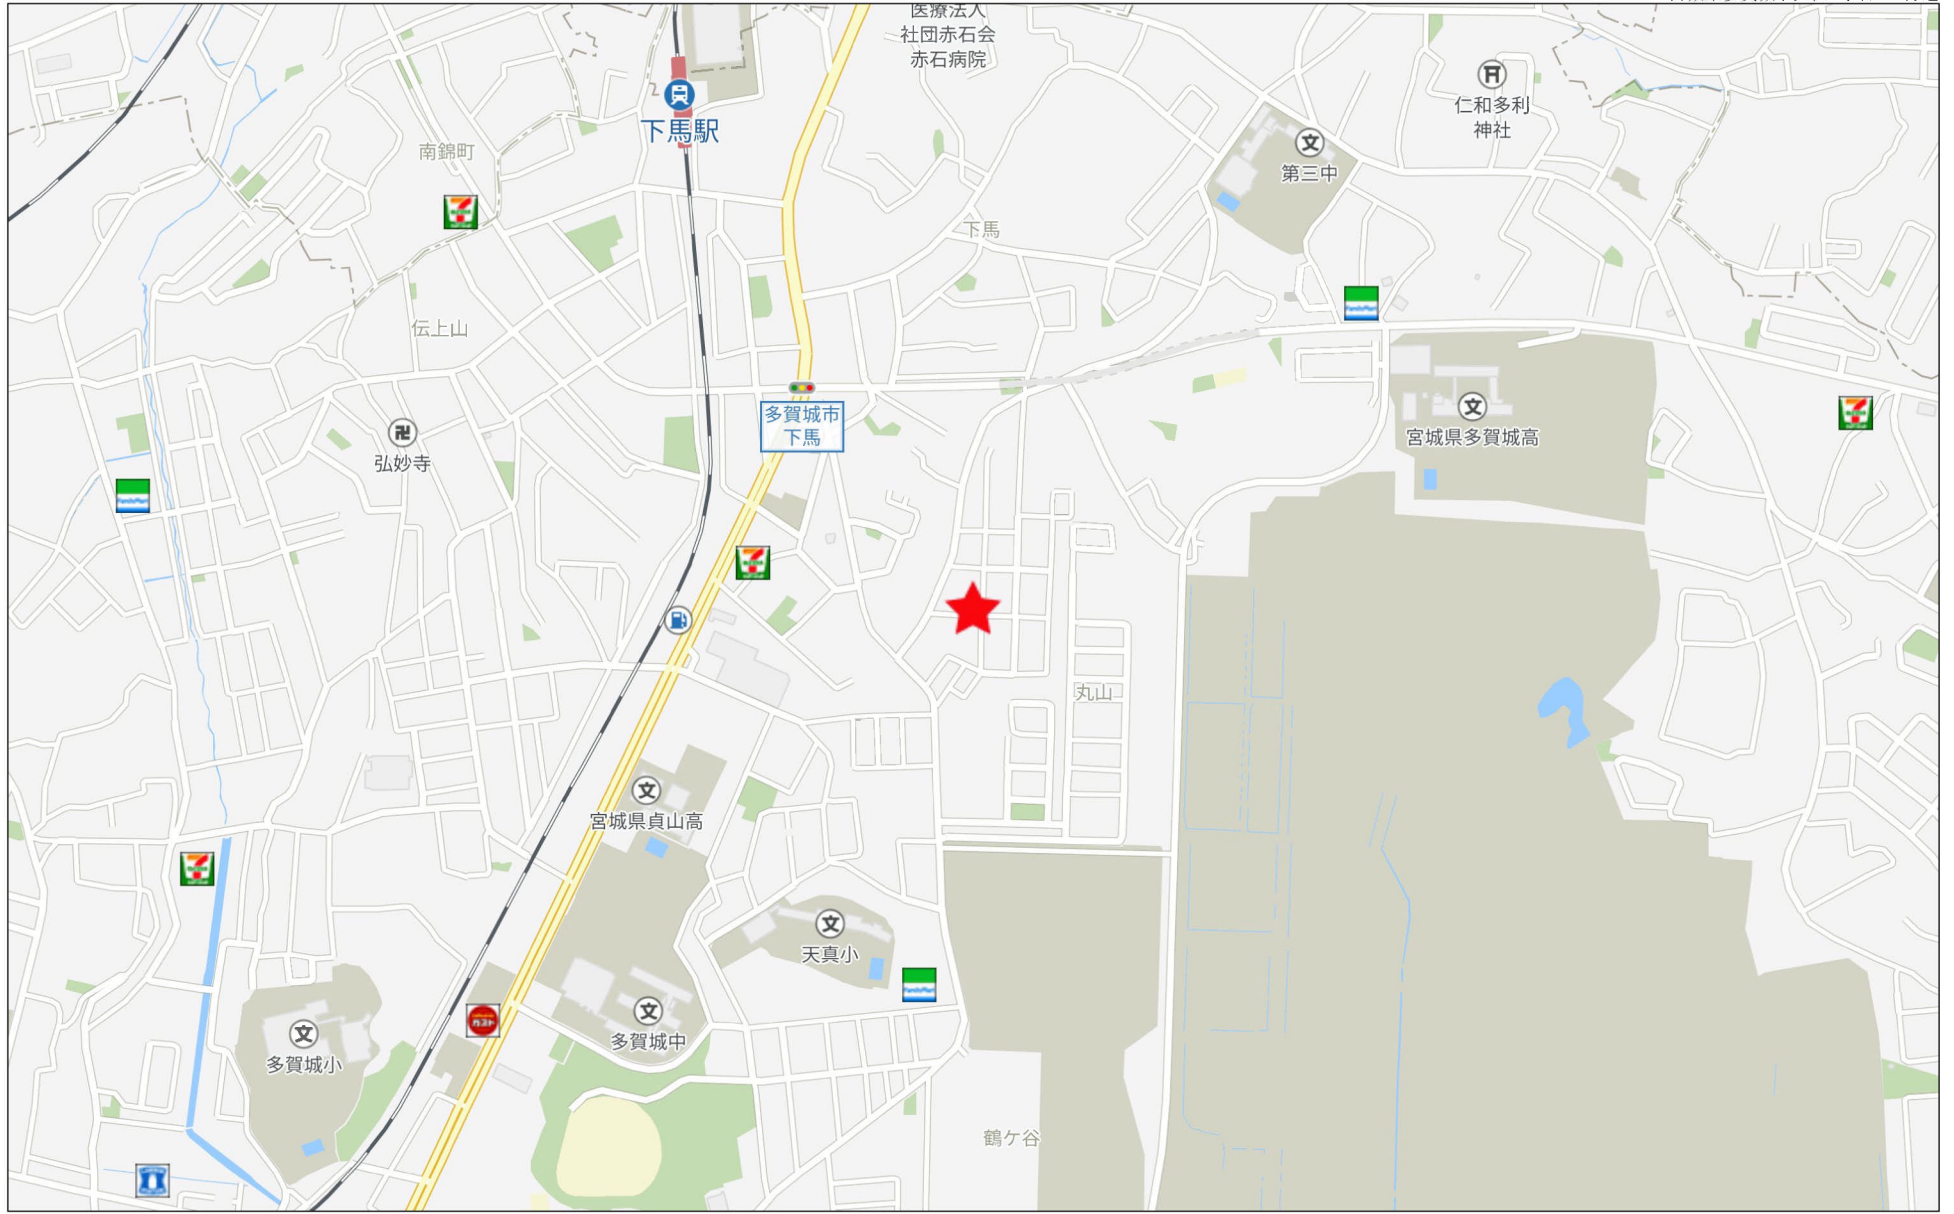 医療法人
社団赤石会
赤石病院
仁和多利
神社
下馬駅
南錦町
第三中
下馬
伝上山
多賀城市
下馬
宮城県多賀城高
弘妙寺
丸山
宮城県貞山高
天真小
多賀城中
多賀城小
鶴ケ谷